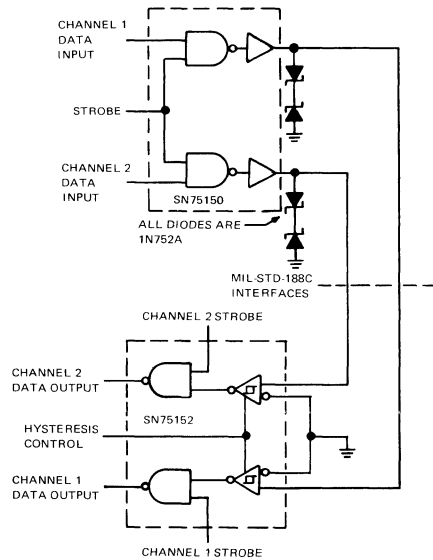 CHANNEL 1
DATA
INPUT
STROBE
CHANNEL 2
DATA
INPUT
SN75150
ALL DIODES ARE
1N752A
MIL-STD-188C
INTERFACES
CHANNEL 2 STROBE
CHANNEL 2
DATA OUTPUT
SN75152
HYSTERESIS
CONTROL
CHANNEL 1
DATA OUTPUT
CHANNEL 1 STROBE